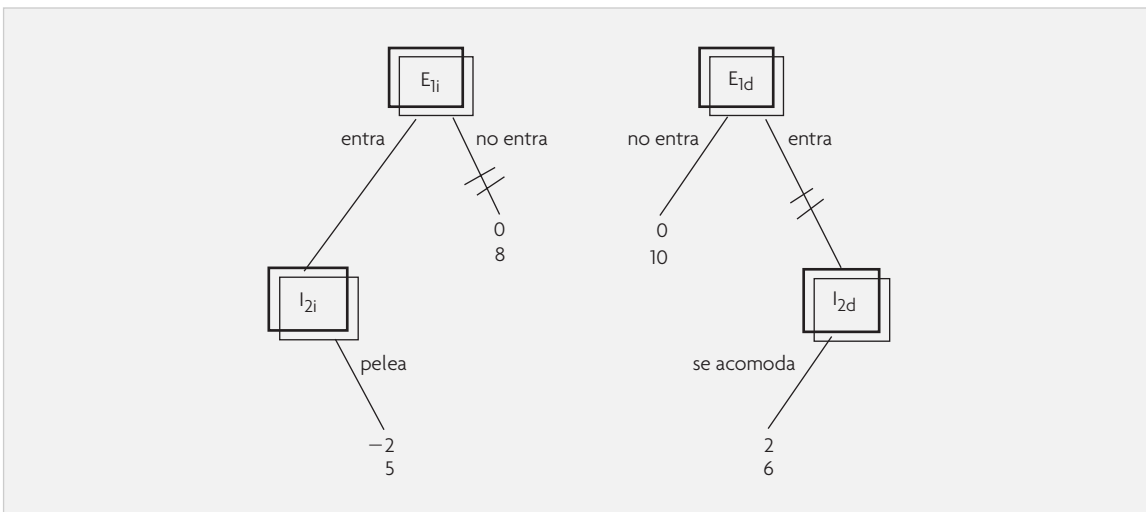 E1i
E1d
entra
no entra
no entra
entra
0
8
0
10
I2i
I2d
pelea
se acomoda
−2
5
2
6